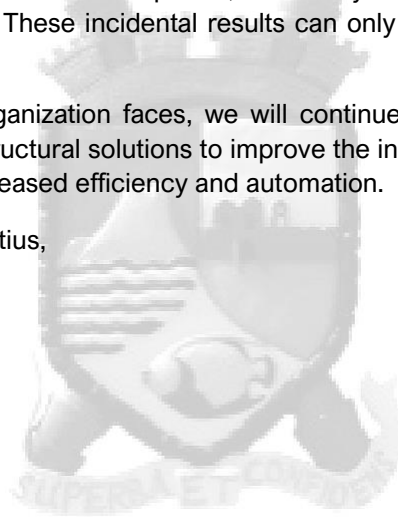 These incidental results can only
ganization faces, we will continue
ructural solutions to improve the in
eased efficiency and automation.
tius,
SUPERBA ET CONFIDENS